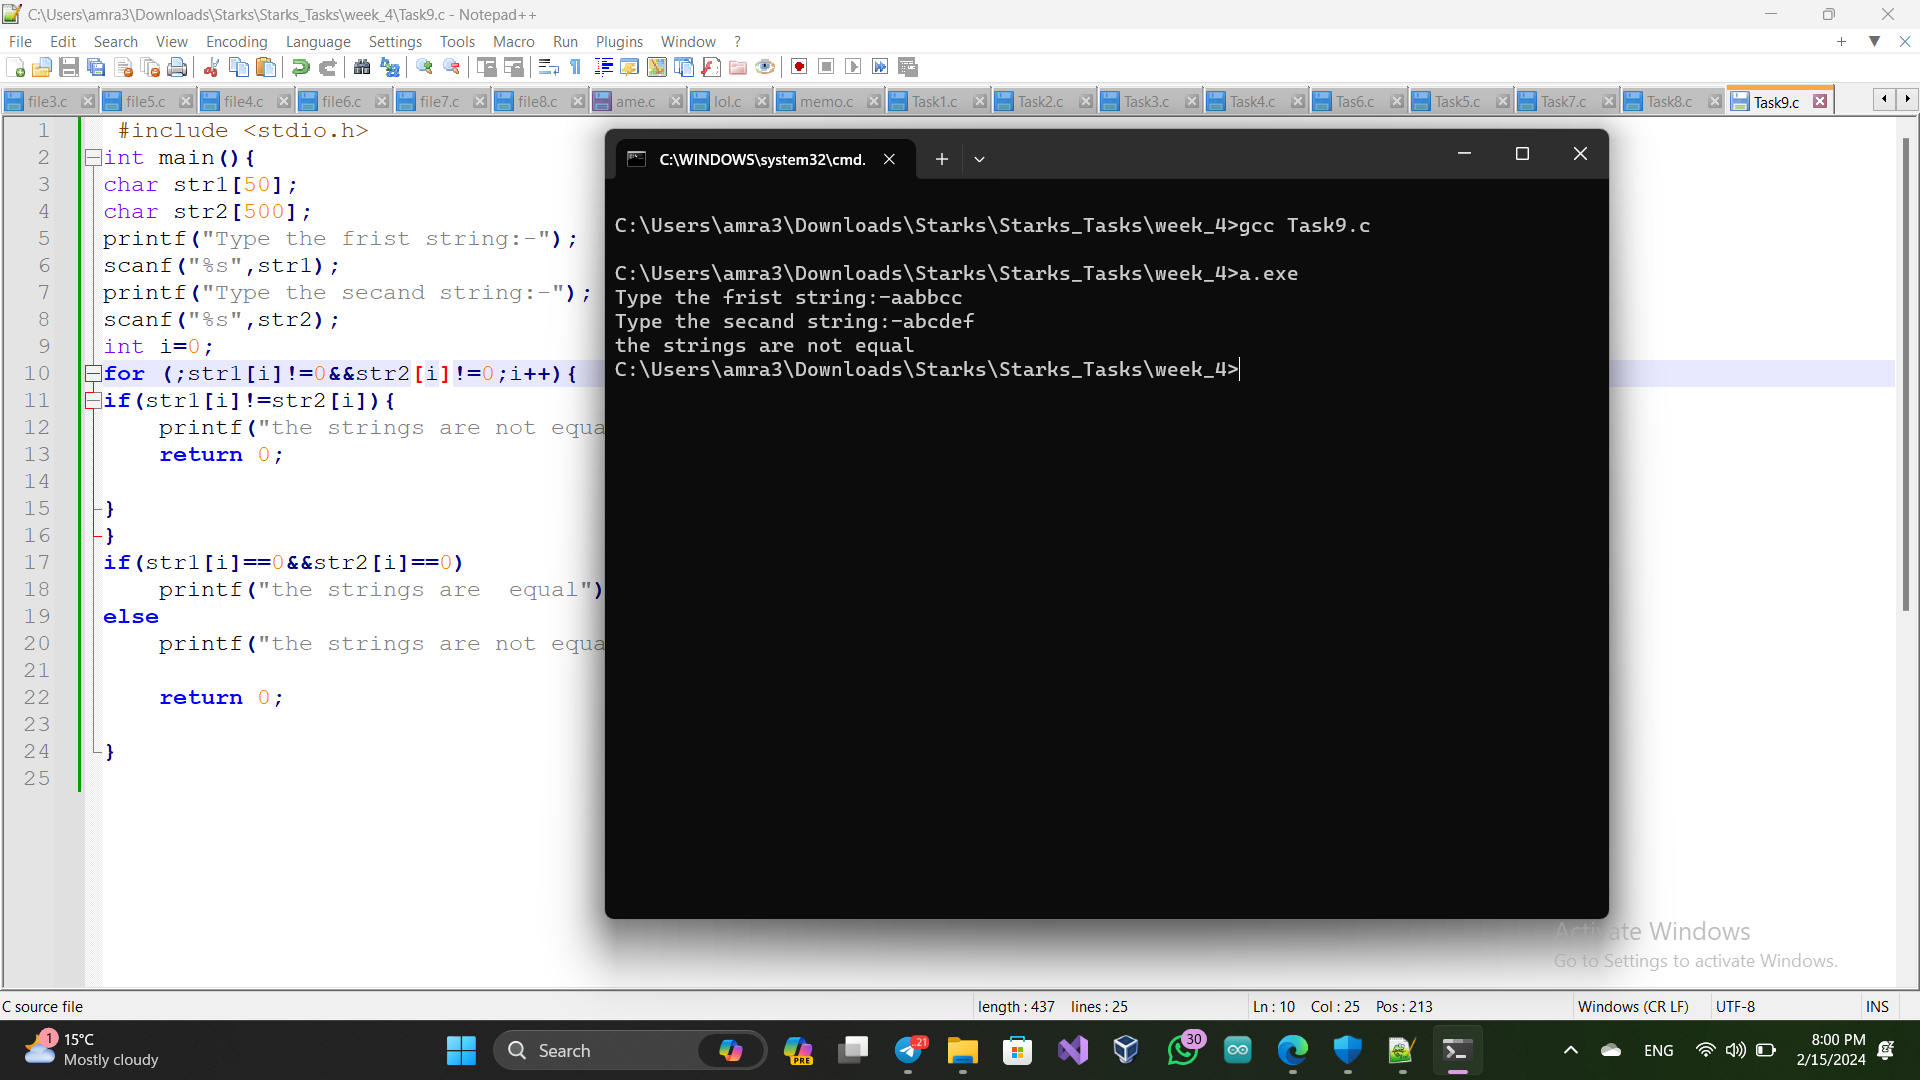 C:\Users\amra3\Downloads\Starks\Starks_Tasks\week_4\Task9.c - Notepad++
File Edit Search View Encoding Language Settings Tools Macro Run Plugins Window ?
file3.c file5.c file4.c file6.c file7.c file8.c ame.c lol.c memo.c Task1.c Task2.c Task3.c Task4.c Tas6.c Task5.c Task7.c Task8.c Task9.c
1 #include <stdio.h>
2 int main(){
3 char str1[50];
4 char str2[500];
5 printf("Type the frist string:-");
6 scanf("%s",str1);
7 printf("Type the secand string:-");
8 scanf("%s",str2);
9 int i=0;
10 for (;str1[i]!=0&&str2[i]!=0;i++){
11 if(str1[i]!=str2[i]){
12 printf("the strings are not equa
13 return 0;
14
15 }
16 }
17 if(str1[i]==0&&str2[i]==0)
18 printf("the strings are  equal")
19 else
20 printf("the strings are not equa
21
22 return 0;
23
24 }
25
C:\WINDOWS\system32\cmd.
C:\Users\amra3\Downloads\Starks\Starks_Tasks\week_4>gcc Task9.c
C:\Users\amra3\Downloads\Starks\Starks_Tasks\week_4>a.exe
Type the frist string:-aabbcc
Type the secand string:-abcdef
the strings are not equal
C:\Users\amra3\Downloads\Starks\Starks_Tasks\week_4>
Activate Windows
Go to Settings to activate Windows.
C source file length : 437 lines : 25 Ln : 10 Col : 25 Pos : 213 Windows (CR LF) UTF-8 INS
1 15°C
Mostly cloudy
Search
PRE
21
30
ENG
8:00 PM
2/15/2024